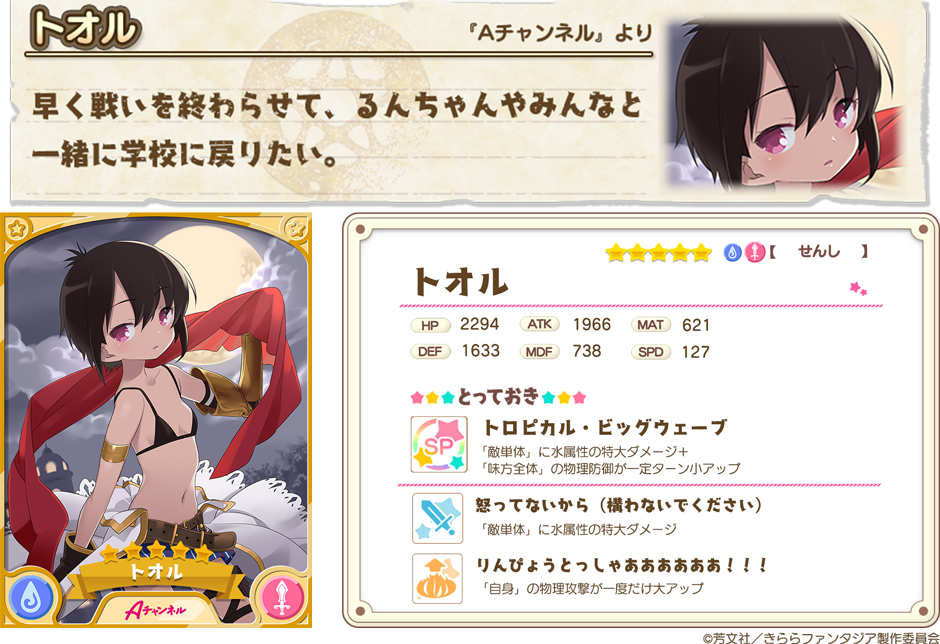 トオル
『Aチャンネル』より
早く戦いを終わらせて、るんちゃんやみんなと
一緒に学校に戻りたい。
トオル
Aチャンネル
【 せんし 】
トオル
HP 2294 ATK 1966 MAT 621
DEF 1633 MDF 738 SPD 127
とっておき
SP
トロピカル・ビッグウェーブ
「敵単体」に水属性の特大ダメージ+
「味方全体」の物理防御が一定ターン小アップ
怒ってないから（構わないでください）
「敵単体」に水属性の特大ダメージ
りんぴょうとっしゃあああああ！！！
「自身」の物理攻撃が一度だけ大アップ
©芳文社／きららファンタジア製作委員会